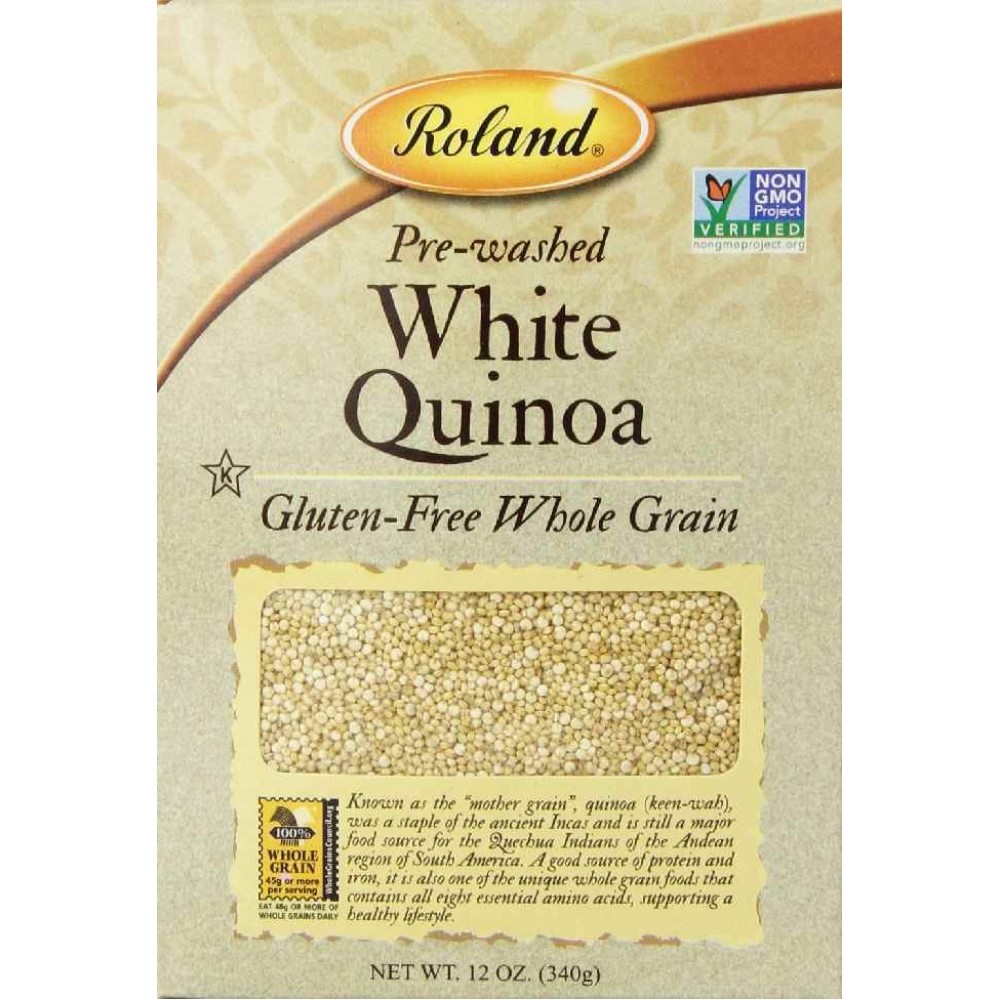 Roland®
NON
GMO
Project
VERIFIED
nongmoproject.org
Pre-washed
White
Quinoa
K
Gluten-Free Whole Grain
Known as the "mother grain", quinoa (keen-wah),
was a staple of the ancient Incas and is still a major
food source for the Quechua Indians of the Andean
region of South America. A good source of protein and
iron, it is also one of the unique whole grain foods that
contains all eight essential amino acids, supporting a
healthy lifestyle.
100%
WHOLE
GRAIN
45g or more
per serving
WholeGrainsCouncil.org
EAT 48g OR MORE OF
WHOLE GRAINS DAILY
NET WT. 12 OZ. (340g)